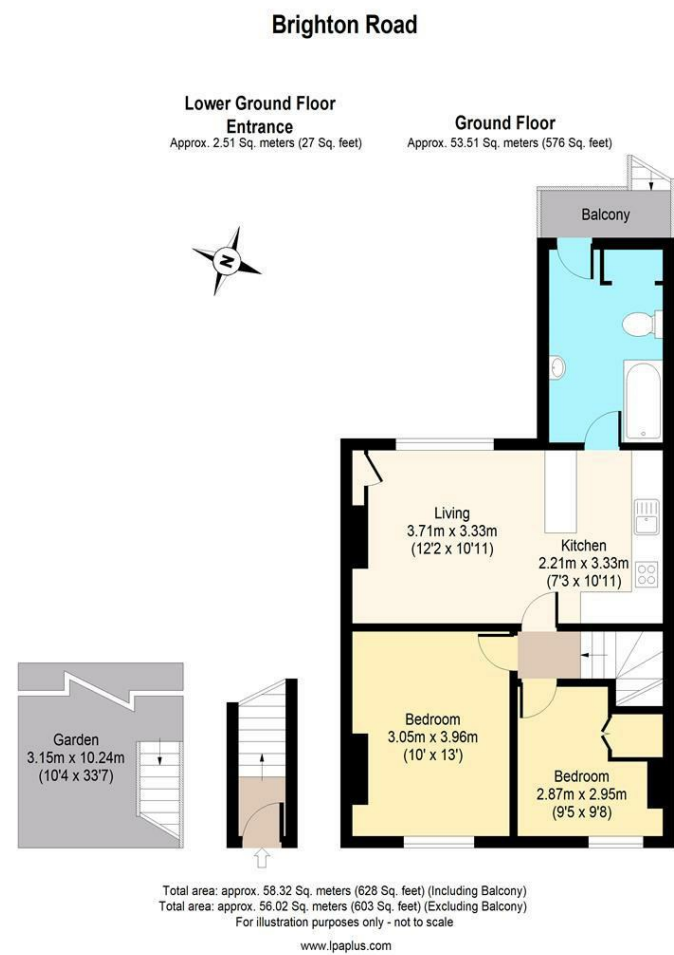 Brighton Road
Lower Ground Floor
Entrance
Approx. 2.51 Sq. meters (27 Sq. feet)
Ground Floor
Approx. 53.51 Sq. meters (576 Sq. feet)
N
Balcony
Living
3.71m x 3.33m
(12'2 x 10'11)
Kitchen
2.21m x 3.33m
(7'3 x 10'11)
Garden
3.15m x 10.24m
(10'4 x 33'7)
Bedroom
3.05m x 3.96m
(10' x 13')
Bedroom
2.87m x 2.95m
(9'5 x 9'8)
Total area: approx. 58.32 Sq. meters (628 Sq. feet) (Including Balcony)
Total area: approx. 56.02 Sq. meters (603 Sq. feet) (Excluding Balcony)
For illustration purposes only - not to scale
www.lpaplus.com